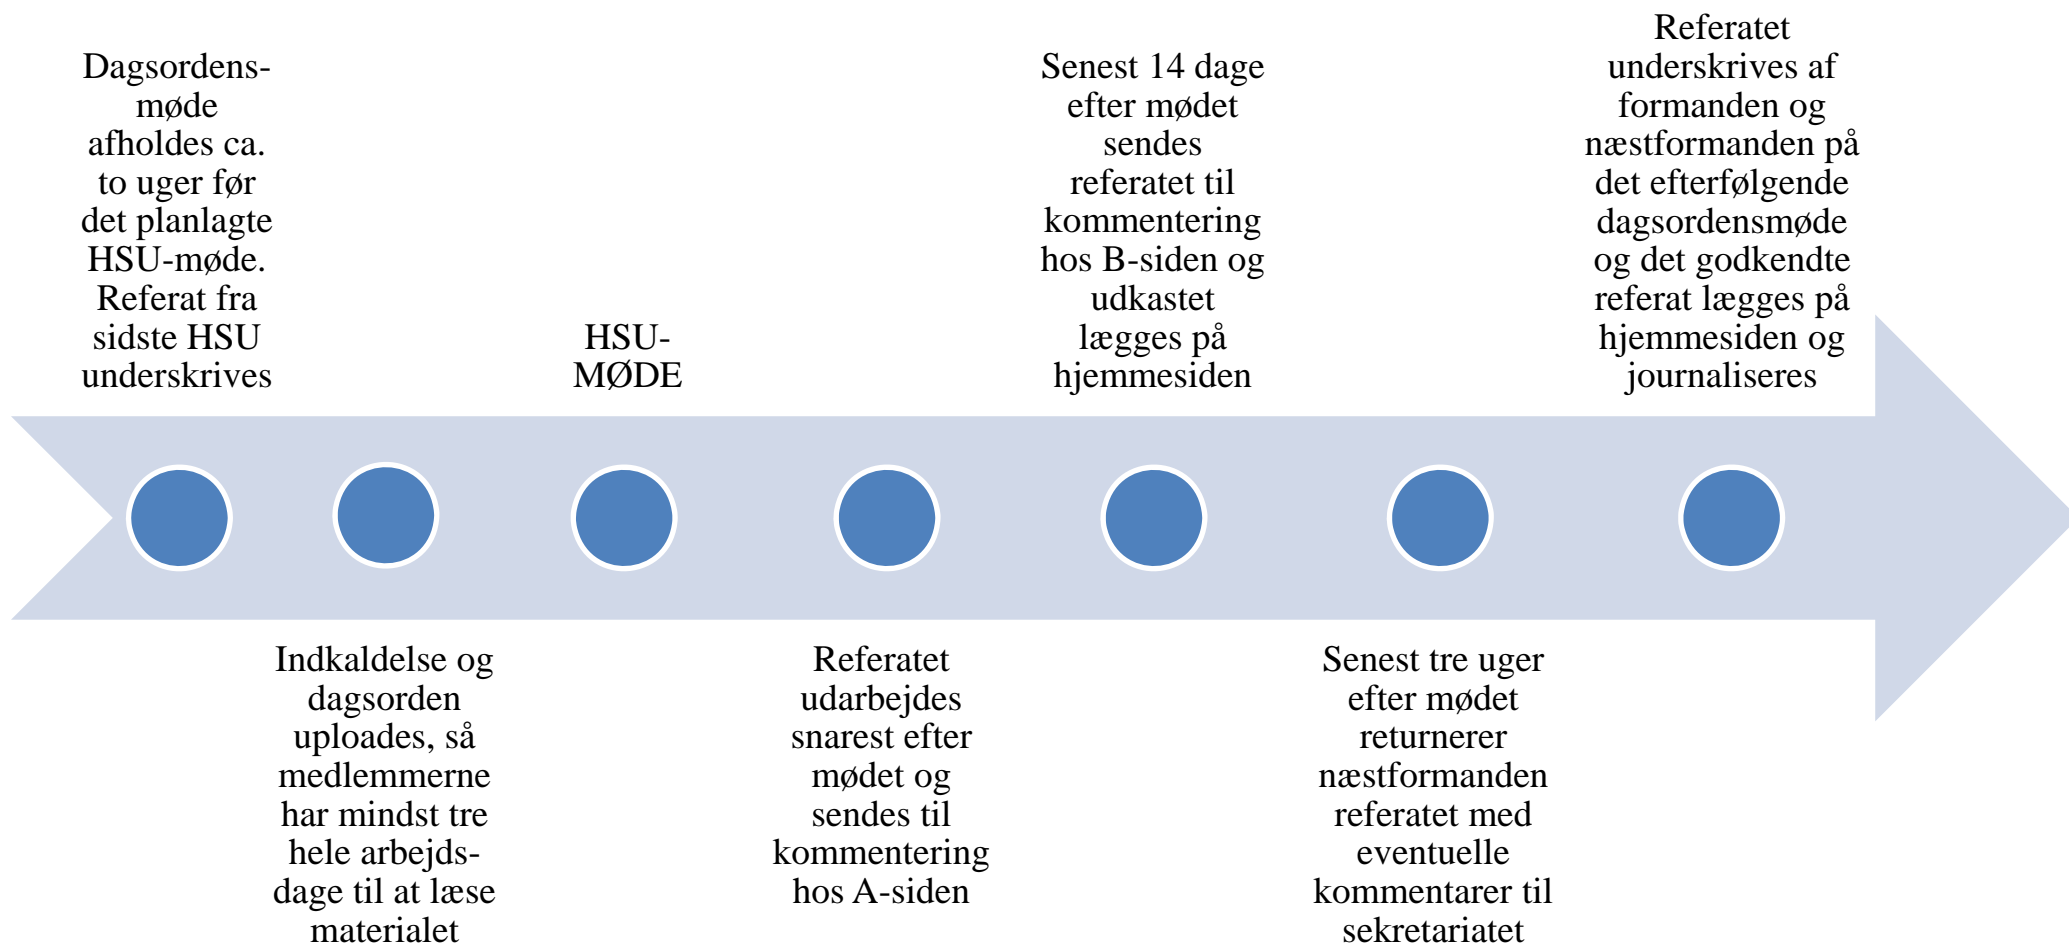 Dagsordens-
møde
afholdes ca.
to uger før
det planlagte
HSU-møde.
Referat fra
sidste HSU
underskrives
Indkaldelse og
dagsorden
uploades, så
medlemmerne
har mindst tre
hele arbejds-
dage til at læse
materialet
HSU-
MØDE
Referatet
udarbejdes
snarest efter
mødet og
sendes til
kommentering
hos A-siden
Senest 14 dage
efter mødet
sendes
referatet til
kommentering
hos B-siden og
udkastet
lægges på
hjemmesiden
Senest tre uger
efter mødet
returnerer
næstformanden
referatet med
eventuelle
kommentarer til
sekretariatet
Referatet
underskrives af
formanden og
næstformanden på
det efterfølgende
dagsordensmøde
og det godkendte
referat lægges på
hjemmesiden og
journaliseres